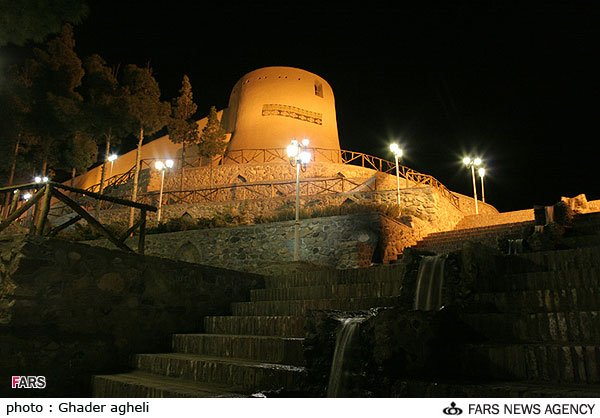 FARS
photo : Ghader agheli
FARS NEWS AGENCY